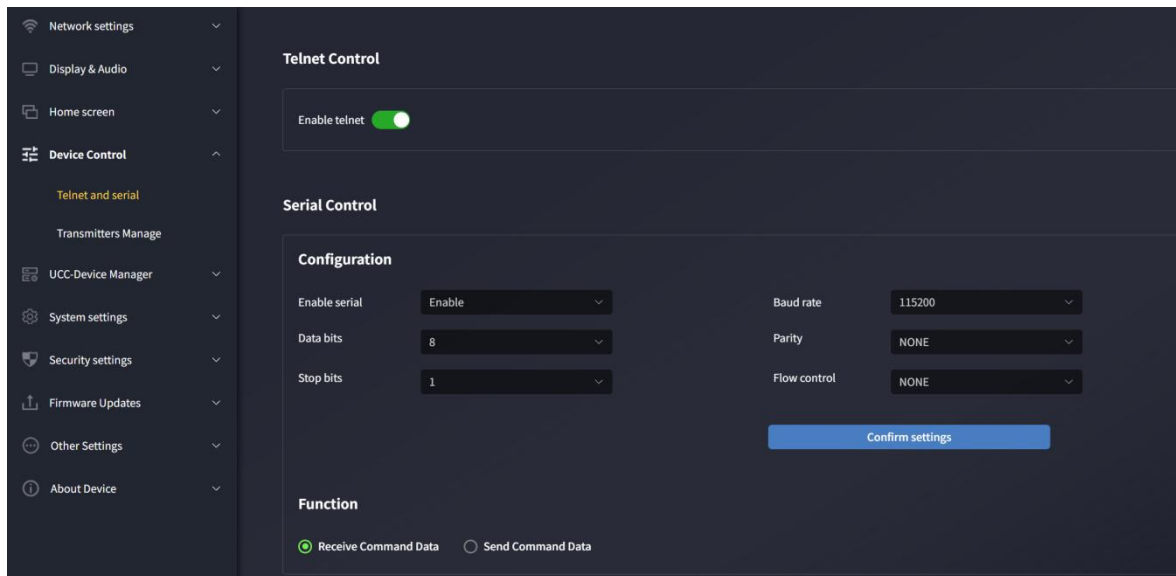 Network settings
Display & Audio
Home screen
Device Control
Telnet and serial
Transmitters Manage
UCC-Device Manager
System settings
Security settings
Firmware Updates
Other Settings
About Device
Telnet Control
Enable telnet
Serial Control
Configuration
Enable serial Enable Baud rate 115200
Data bits 8 Parity NONE
Stop bits 1 Flow control NONE
Confirm settings
Function
Receive Command Data Send Command Data